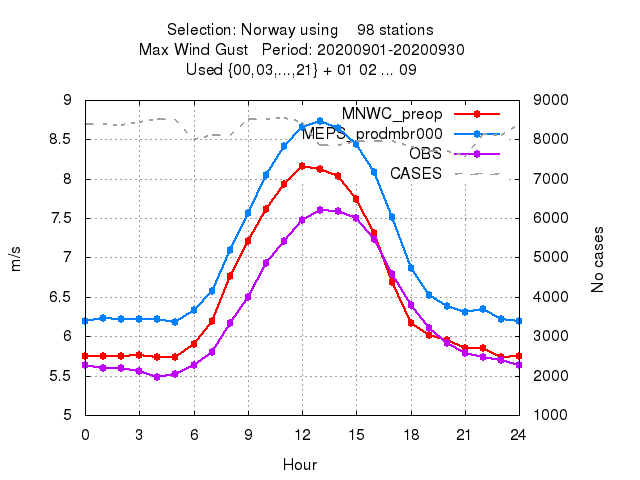 Selection: Norway using 98 stations
Max Wind Gust Period: 20200901-20200930
Used {00,03,...,21} + 01 02 ... 09
9 9000
MNWC_preop
8.5 MEPS_prodmbr000 8000
OBS
8 CASES 7000
7.5 6000
7 5000
m/s No cases
6.5 4000
6 3000
5.5 2000
5 1000
0 3 6 9 12 15 18 21 24
Hour